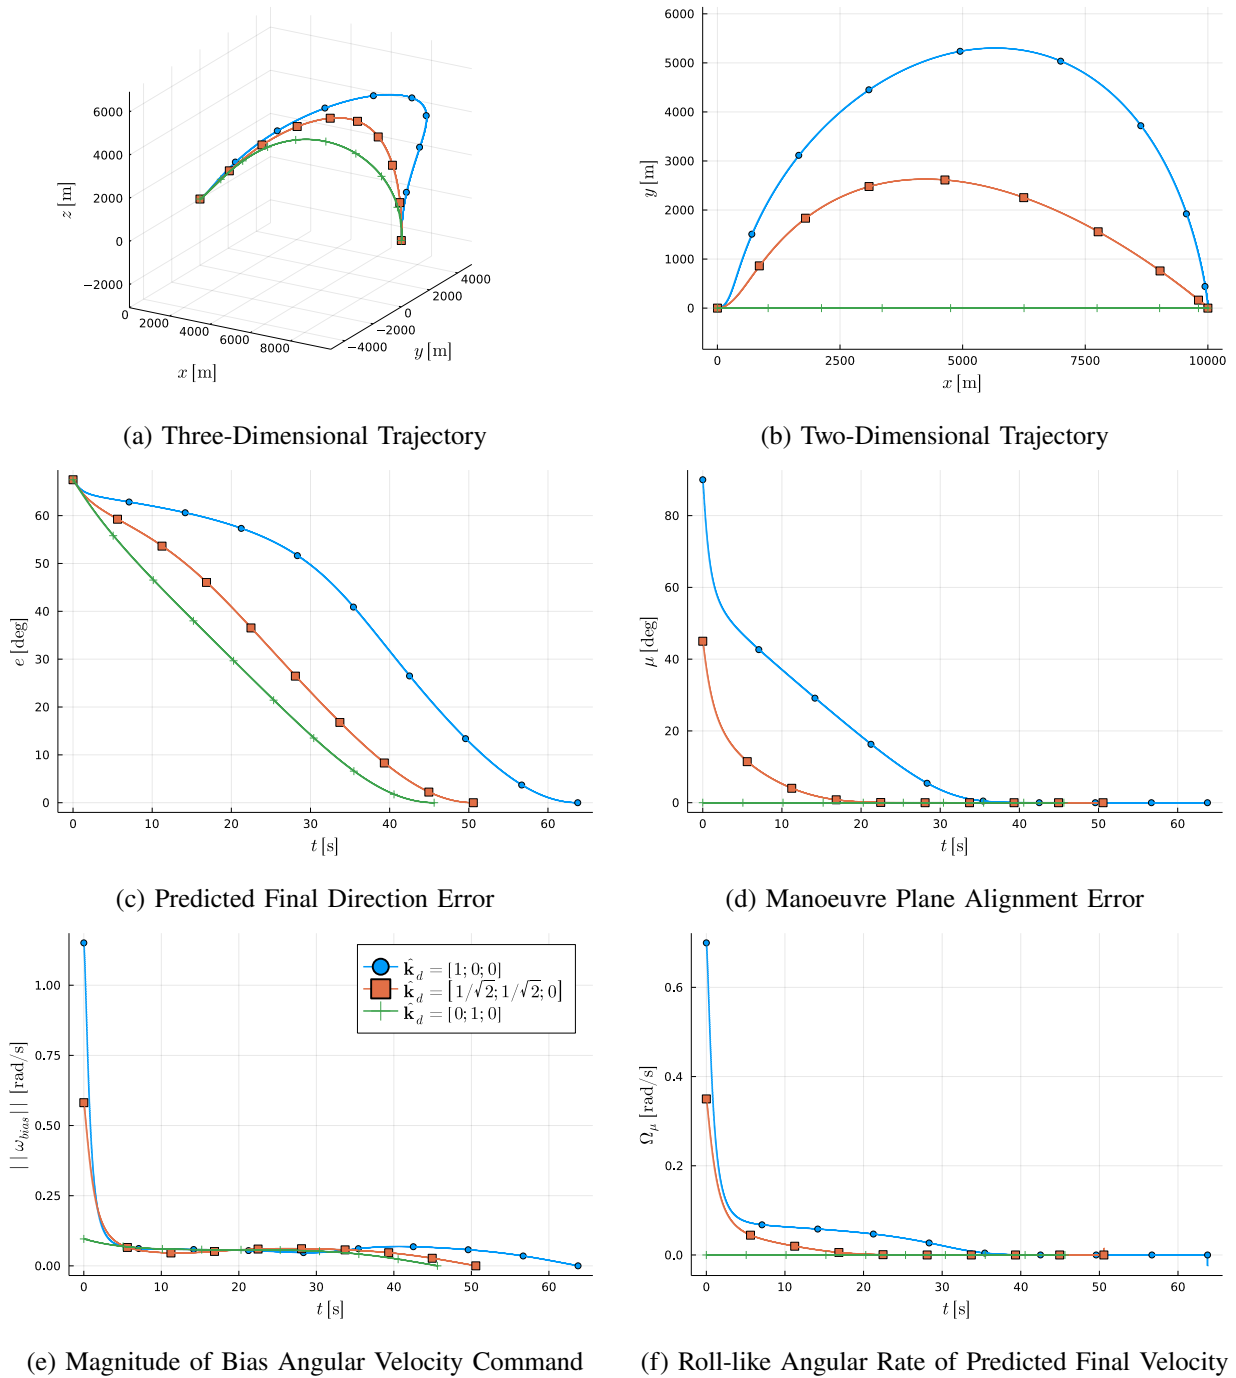 6000
4000
2000
0
−2000
z [m]
0
2000
4000
6000
8000
x [m]
−4000
−2000
0
2000
4000
y [m]
(a) Three-Dimensional Trajectory
6000
5000
4000
3000
2000
1000
0
y [m]
0 2500 5000 7500 10000
x [m]
(b) Two-Dimensional Trajectory
60
50
40
30
20
10
0
e [deg]
0 10 20 30 40 50 60
t [s]
(c) Predicted Final Direction Error
80
60
40
20
0
μ [deg]
0 10 20 30 40 50 60
t [s]
(d) Manoeuvre Plane Alignment Error
1.00
0.75
0.50
0.25
0.00
||ω_bias|| [rad/s]
k̂_d = [1; 0; 0]
k̂_d = [1/√2; 1/√2; 0]
k̂_d = [0; 1; 0]
0 10 20 30 40 50 60
t [s]
(e) Magnitude of Bias Angular Velocity Command
0.6
0.4
0.2
0.0
Ω_μ [rad/s]
0 10 20 30 40 50 60
t [s]
(f) Roll-like Angular Rate of Predicted Final Velocity